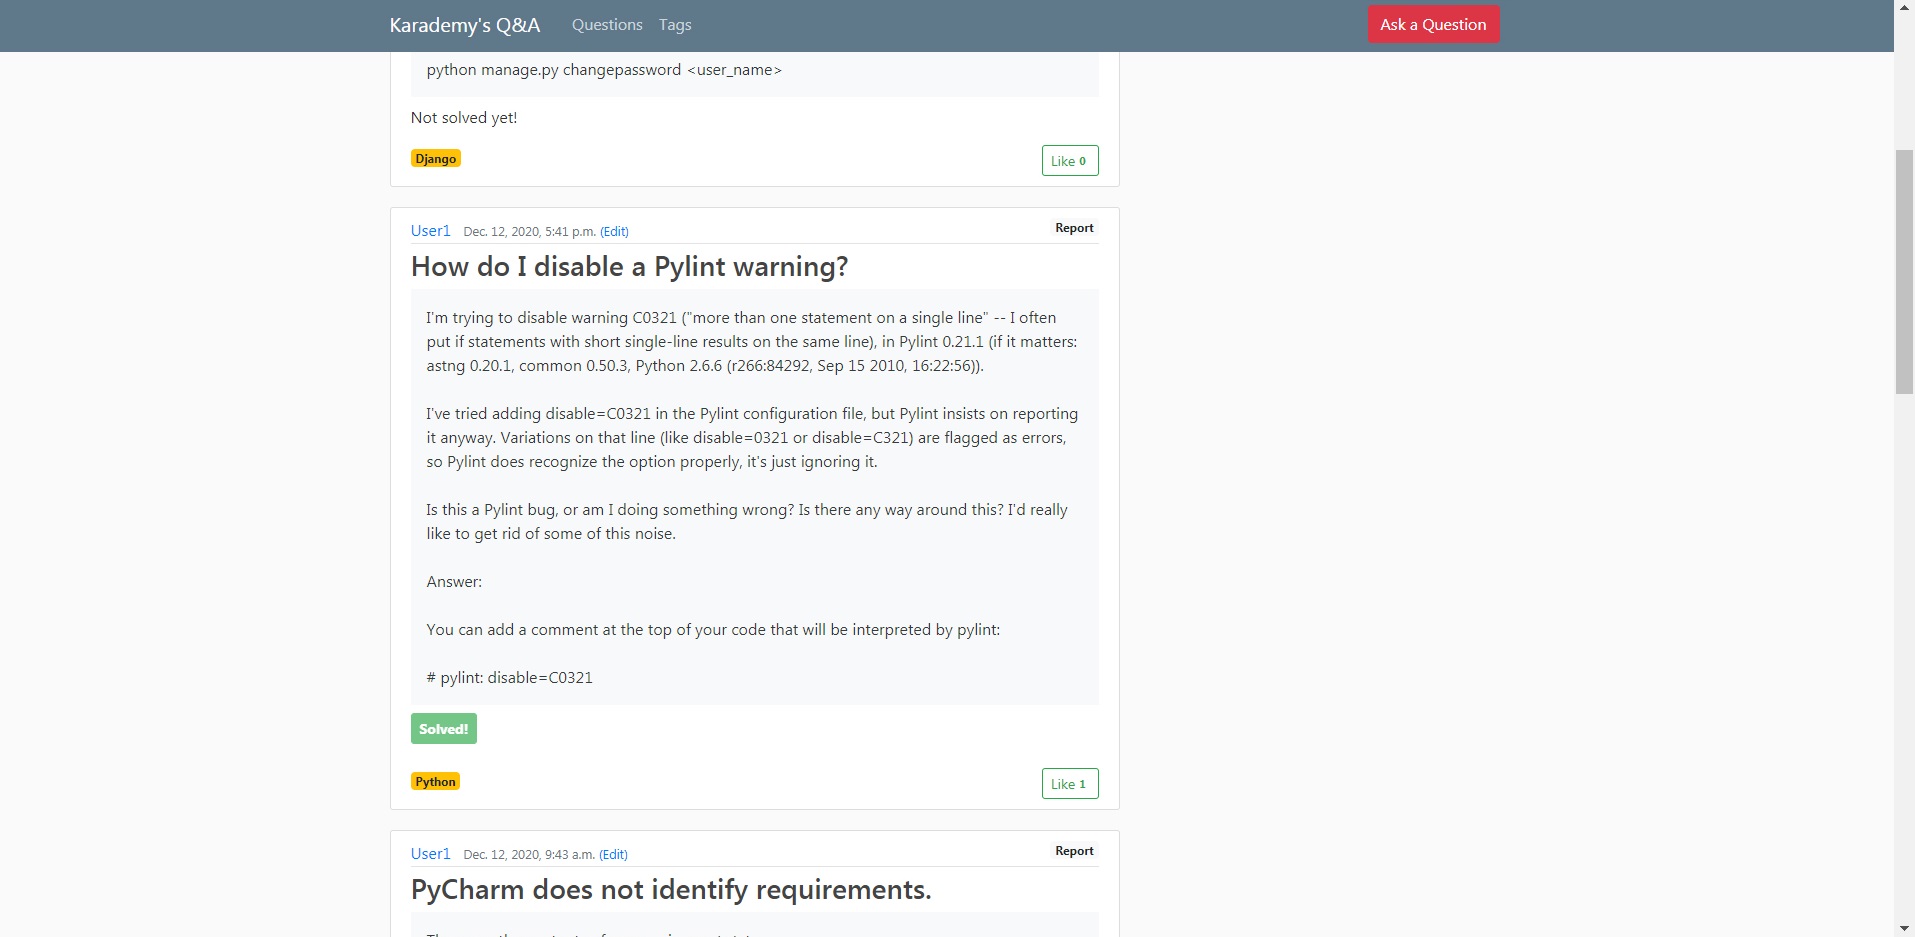 Karademy's Q&A Questions Tags Ask a Question
python manage.py changepassword <user_name>
Not solved yet!
Django Like 0
User1 Dec. 12, 2020, 5:41 p.m. (Edit) Report
How do I disable a Pylint warning?
I'm trying to disable warning C0321 ("more than one statement on a single line" -- I often
put if statements with short single-line results on the same line), in Pylint 0.21.1 (if it matters:
astng 0.20.1, common 0.50.3, Python 2.6.6 (r266:84292, Sep 15 2010, 16:22:56)).
I've tried adding disable=C0321 in the Pylint configuration file, but Pylint insists on reporting
it anyway. Variations on that line (like disable=0321 or disable=C321) are flagged as errors,
so Pylint does recognize the option properly, it's just ignoring it.
Is this a Pylint bug, or am I doing something wrong? Is there any way around this? I'd really
like to get rid of some of this noise.
Answer:
You can add a comment at the top of your code that will be interpreted by pylint:
# pylint: disable=C0321
Solved!
Python Like 1
User1 Dec. 12, 2020, 9:43 a.m. (Edit) Report
PyCharm does not identify requirements.